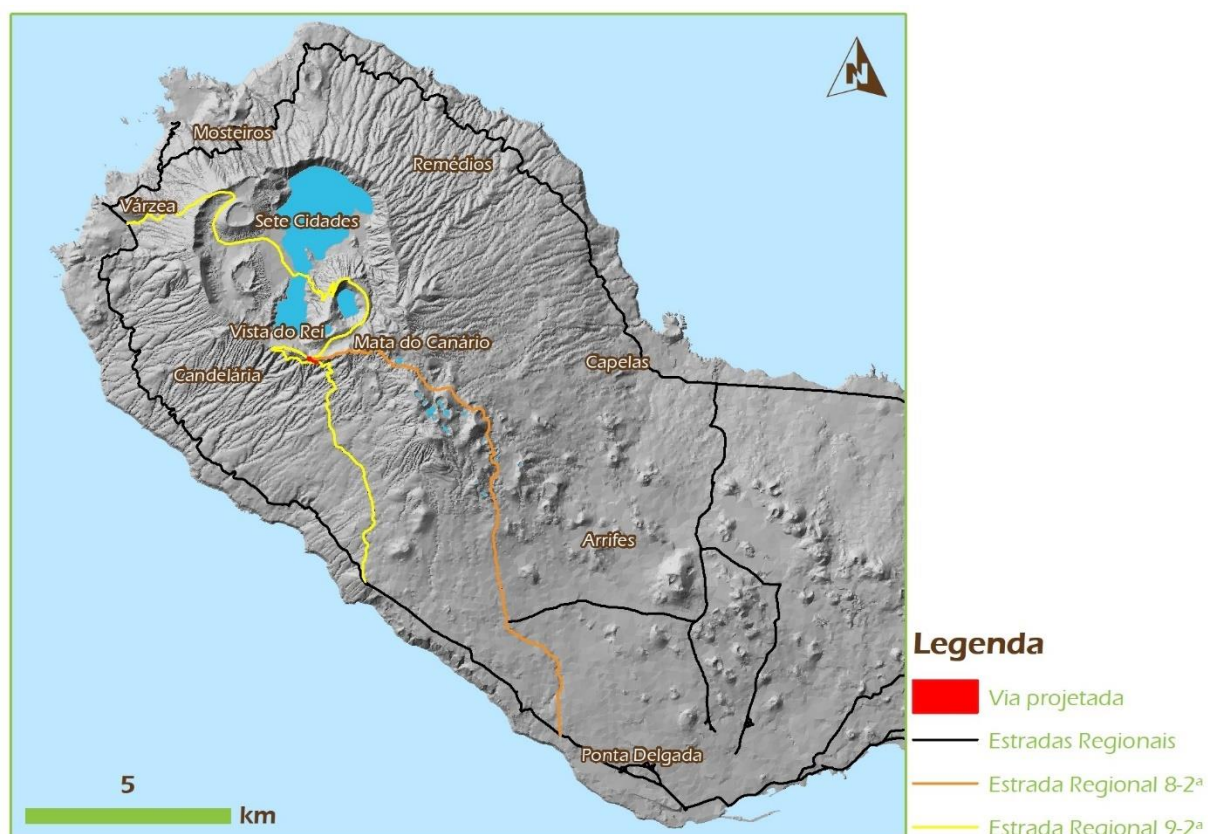 N
Mosteiros
Remédios
Várzea
Sete Cidades
Vista do Rei
Mata do Canário
Candelária
Capelas
Arrifes
Ponta Delgada
5
km
Legenda
Via projetada
Estradas Regionais
Estrada Regional 8-2ª
Estrada Regional 9-2ª